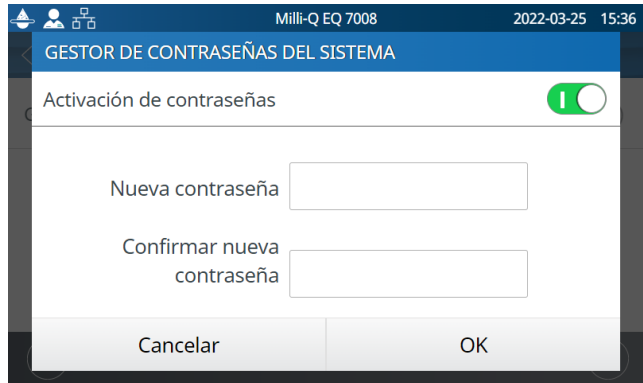 Milli-Q EQ 7008 2022-03-25 15:36
GESTOR DE CONTRASEÑAS DEL SISTEMA
Activación de contraseñas
Nueva contraseña
Confirmar nueva
contraseña
Cancelar OK